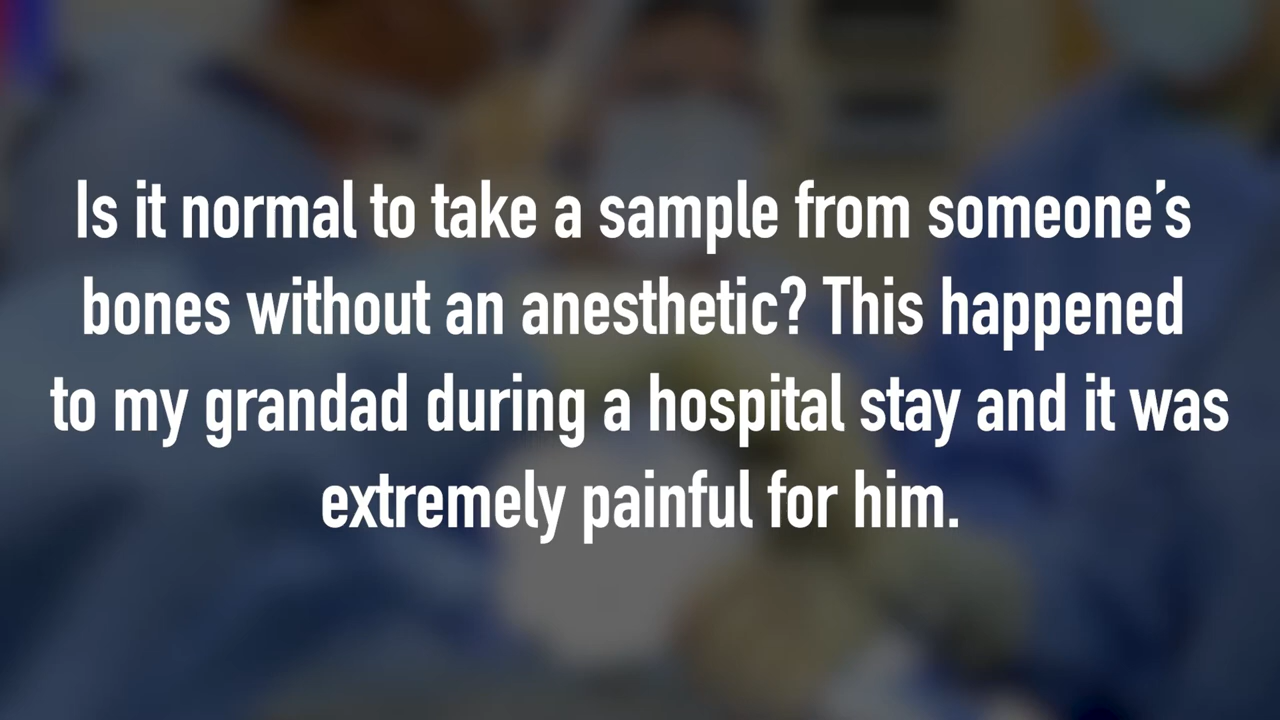 Is it normal to take a sample from someone's
bones without an anesthetic? This happened
to my grandad during a hospital stay and it was
extremely painful for him.